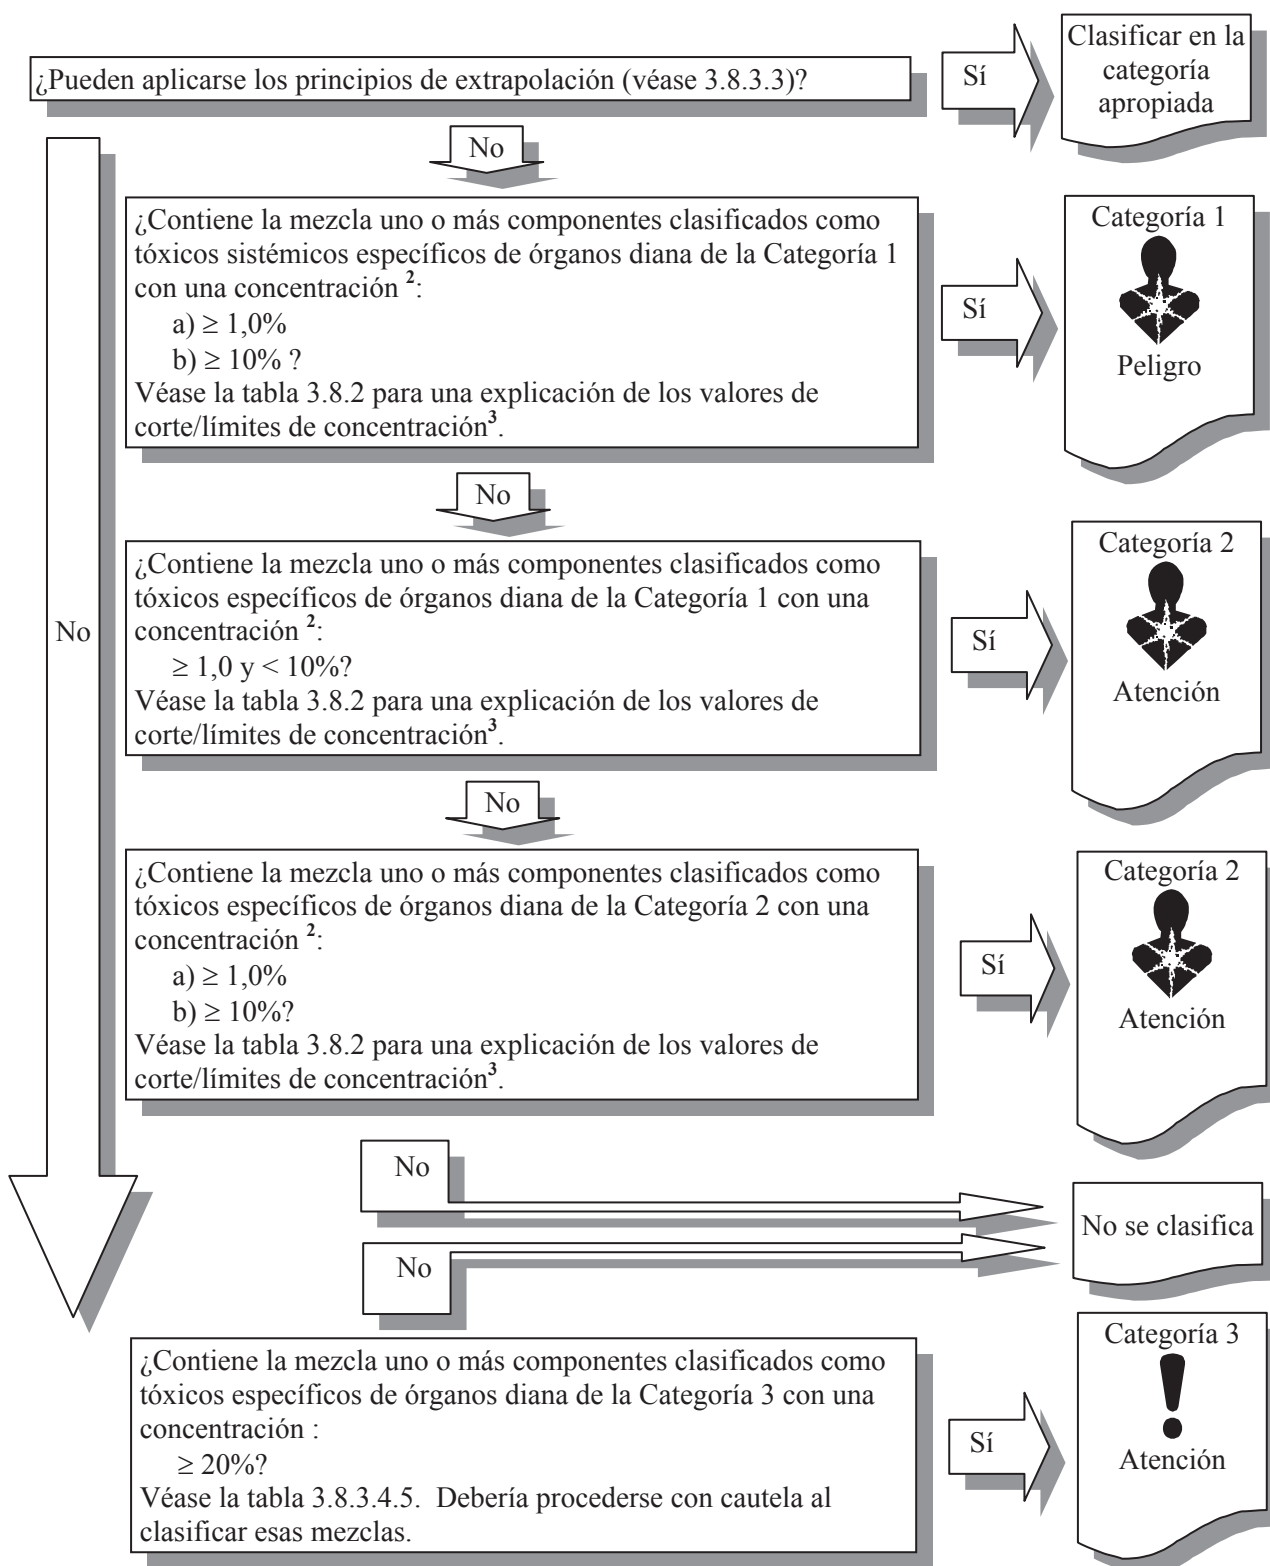 ¿Pueden aplicarse los principios de extrapolación (véase 3.8.3.3)?
Sí
Clasificar en la
categoría
apropiada
No
No
¿Contiene la mezcla uno o más componentes clasificados como
tóxicos sistémicos específicos de órganos diana de la Categoría 1
con una concentración ²:
a) ≥ 1,0%
b) ≥ 10% ?
Véase la tabla 3.8.2 para una explicación de los valores de
corte/límites de concentración³.
Sí
Categoría 1
Peligro
No
¿Contiene la mezcla uno o más componentes clasificados como
tóxicos específicos de órganos diana de la Categoría 1 con una
concentración ²:
≥ 1,0 y < 10%?
Véase la tabla 3.8.2 para una explicación de los valores de
corte/límites de concentración³.
Sí
Categoría 2
Atención
No
¿Contiene la mezcla uno o más componentes clasificados como
tóxicos específicos de órganos diana de la Categoría 2 con una
concentración ²:
a) ≥ 1,0%
b) ≥ 10%?
Véase la tabla 3.8.2 para una explicación de los valores de
corte/límites de concentración³.
Sí
Categoría 2
Atención
No
No se clasifica
No
¿Contiene la mezcla uno o más componentes clasificados como
tóxicos específicos de órganos diana de la Categoría 3 con una
concentración :
≥ 20%?
Véase la tabla 3.8.3.4.5. Debería procederse con cautela al
clasificar esas mezclas.
Sí
Categoría 3
Atención